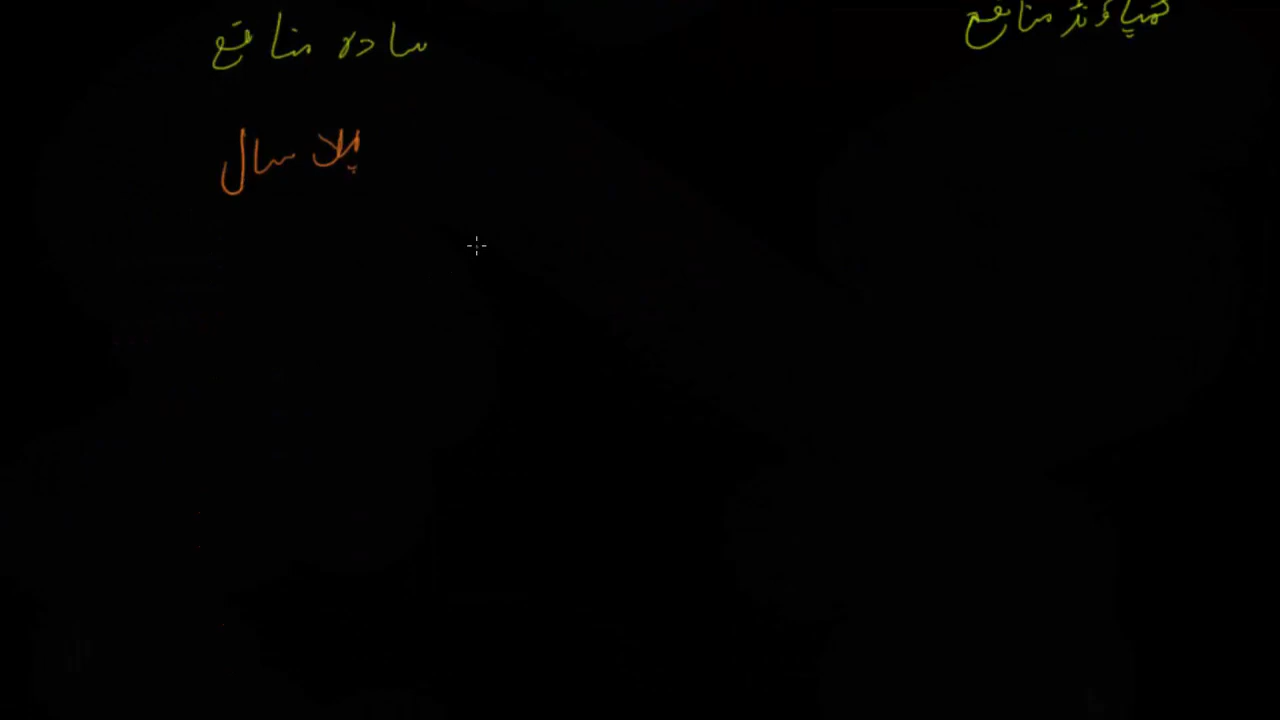 کمپاؤنڈ منافع
سادہ منافع
پہلا سال